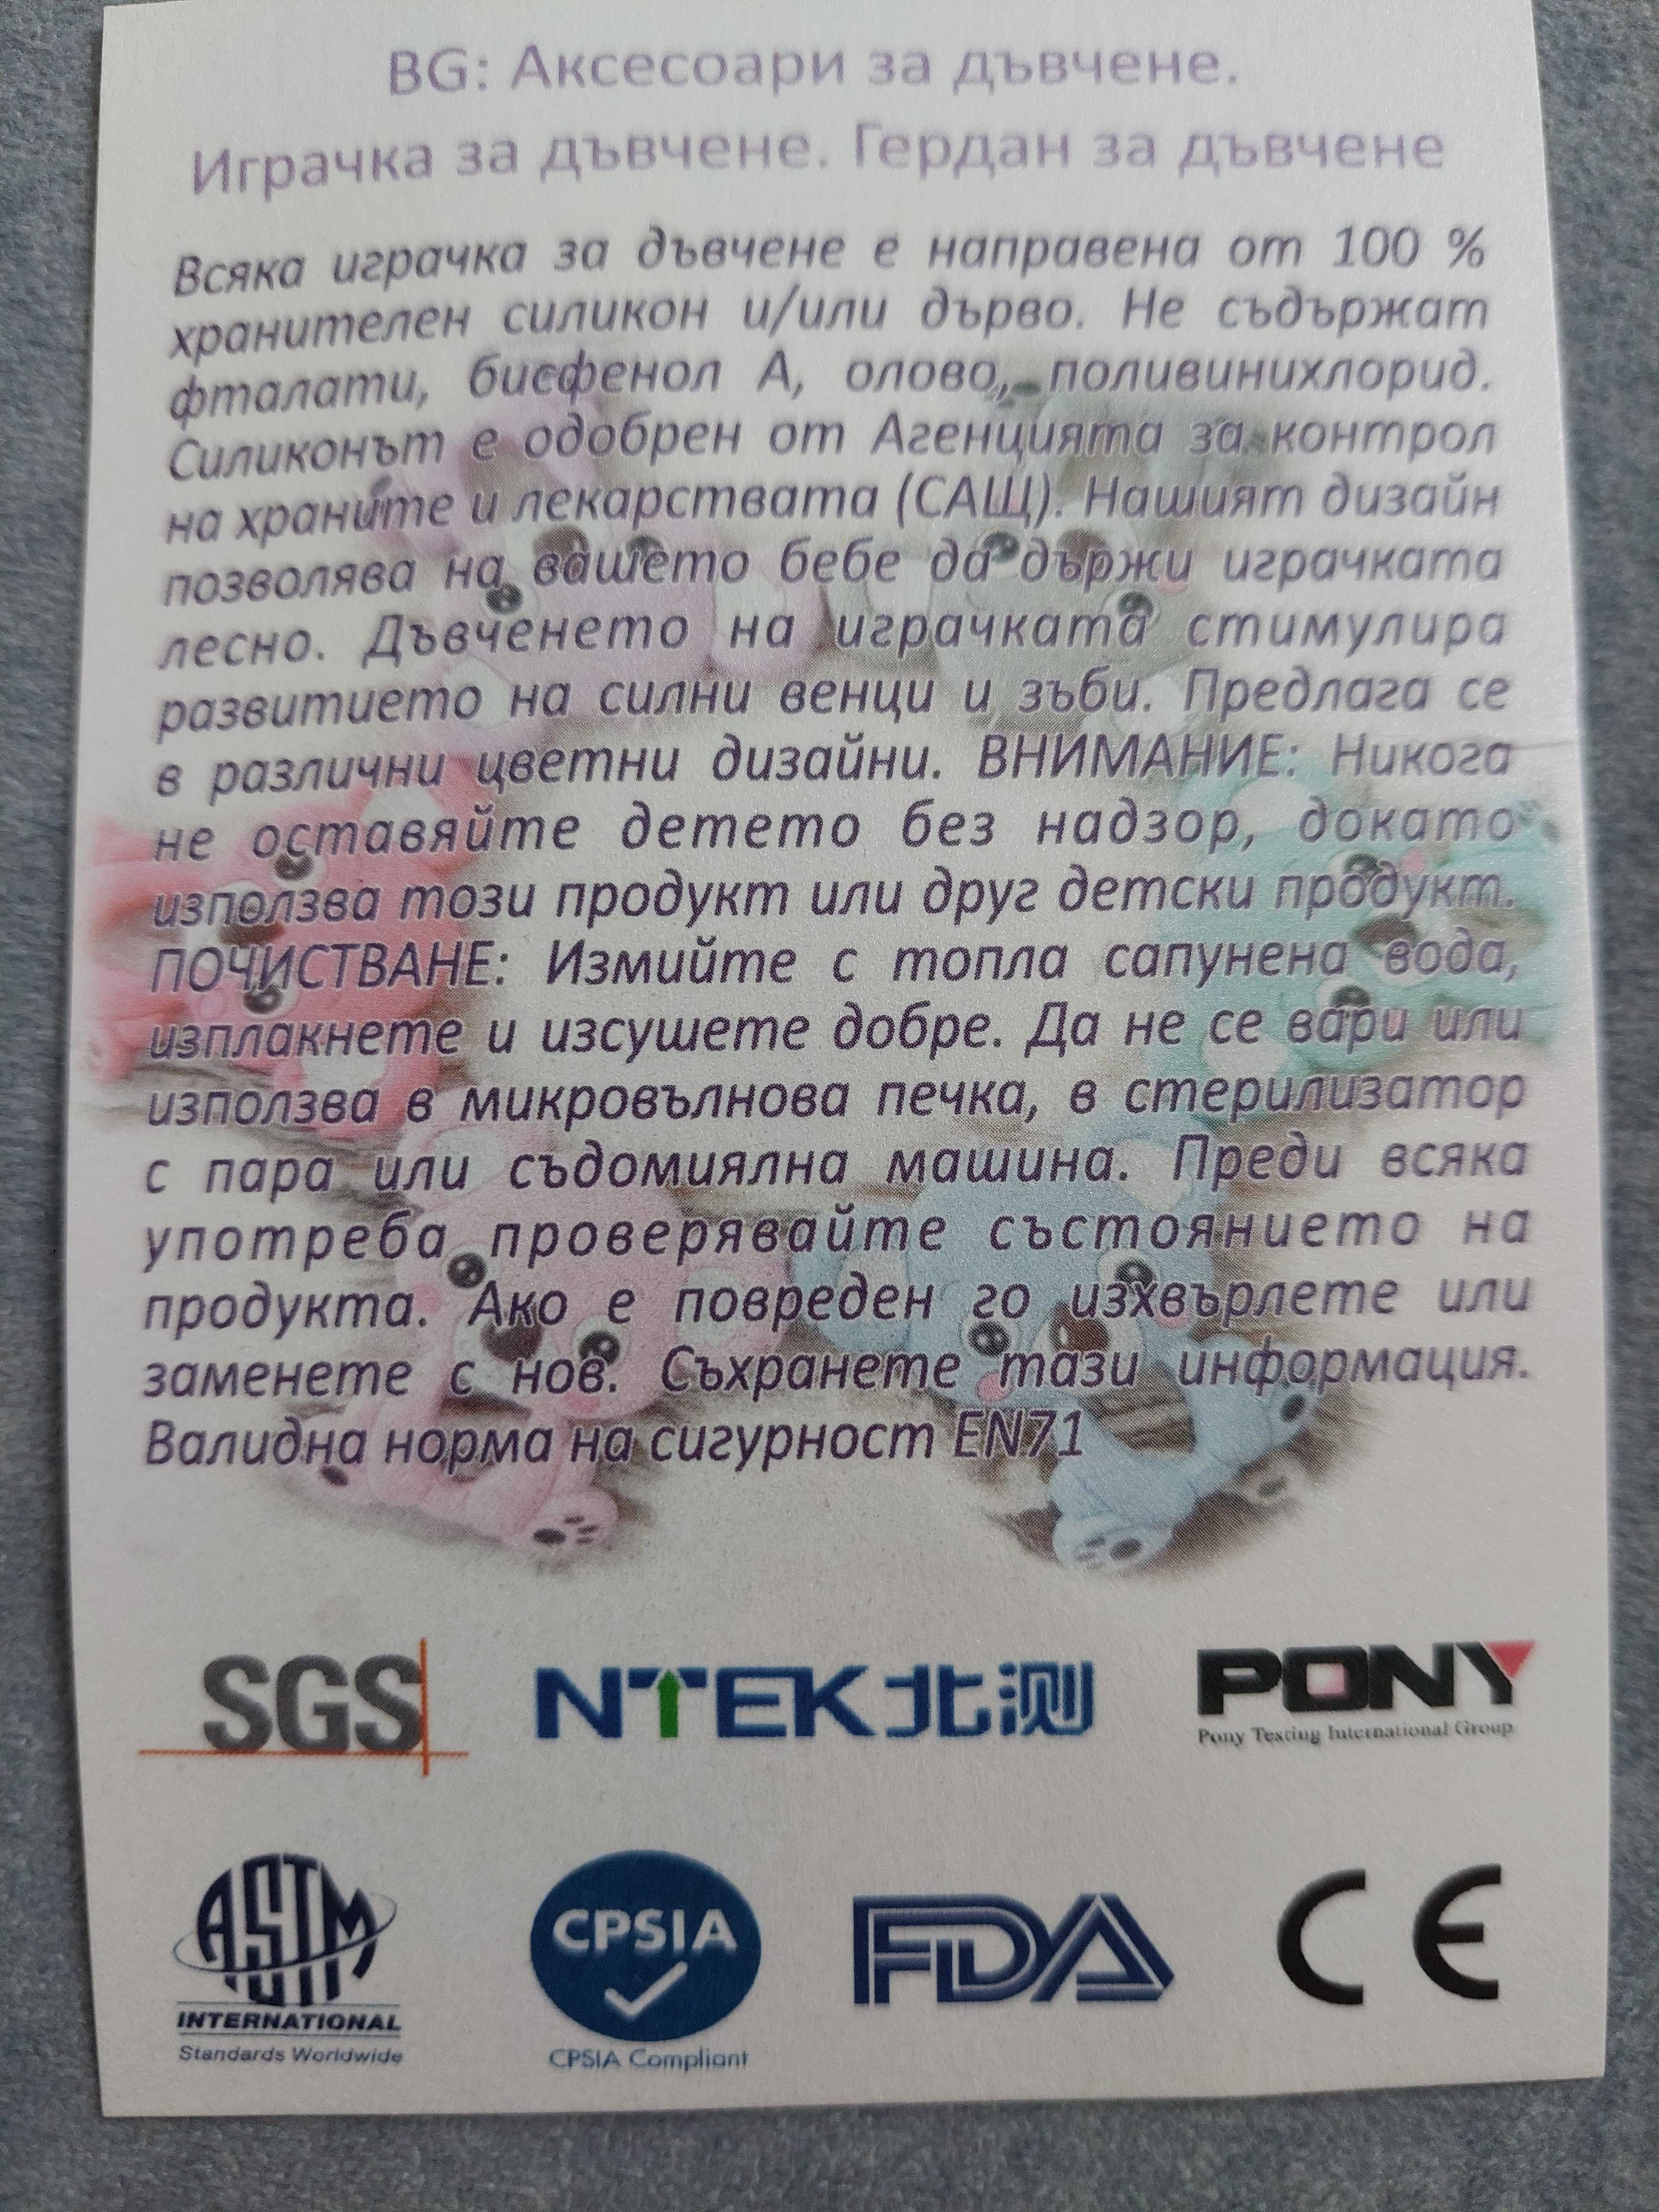 BG: Аксесоари за дъвчене.
Играчка за дъвчене. Гердан за дъвчене
Всяка играчка за дъвчене е направена от 100 %
хранителен силикон и/или дърво. Не съдържат
фталати, бисфенол А, олово, поливинихлорид.
Силиконът е одобрен от Агенцията за контрол
на храните и лекарствата (САЩ). Нашият дизайн
позволява на вашето бебе да държи играчката
лесно. Дъвченето на играчката стимулира
развитието на силни венци и зъби. Предлага се
в различни цветни дизайни. ВНИМАНИЕ: Никога
не оставяйте детето без надзор, докато
използва този продукт или друг детски продукт.
ПОЧИСТВАНЕ: Измийте с топла сапунена вода,
изплакнете и изсушете добре. Да не се вари или
използва в микровълнова печка, в стерилизатор
с пара или съдомиялна машина. Преди всяка
употреба проверявайте състоянието на
продукта. Ако е повреден го изхвърлете или
заменете с нов. Съхранете тази информация.
Валидна норма на сигурност EN71
SGS NTEK北测 PONY
Pony Testing International Group
ASTM CPSIA FDA CE
INTERNATIONAL
Standards Worldwide CPSIA Compliant